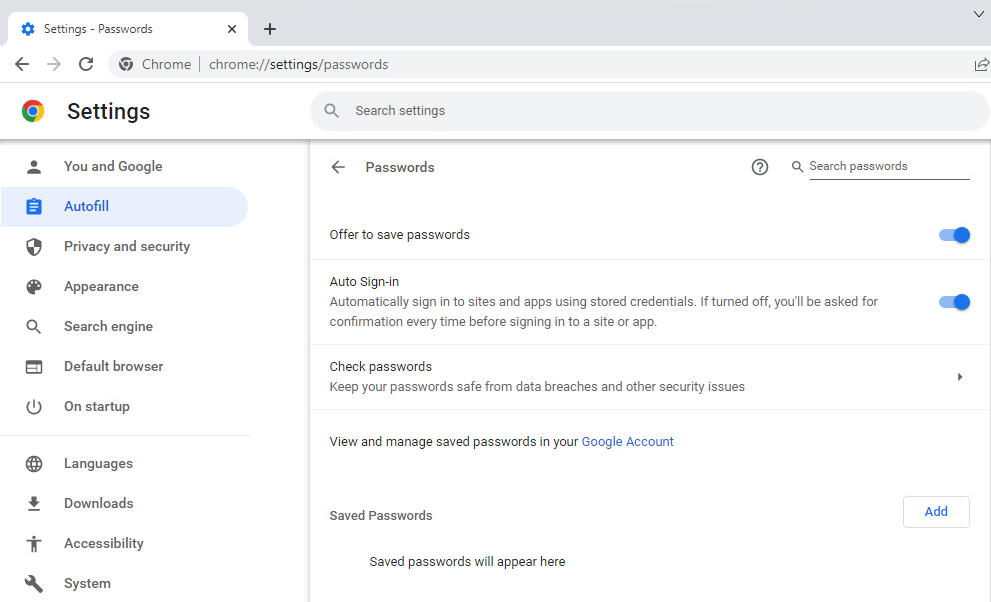 Settings - Passwords
Chrome
chrome://settings/passwords
Settings
Search settings
You and Google
Autofill
Privacy and security
Appearance
Search engine
Default browser
On startup
Languages
Downloads
Accessibility
System
Passwords
Search passwords
Offer to save passwords
Auto Sign-in
Automatically sign in to sites and apps using stored credentials. If turned off, you'll be asked for
confirmation every time before signing in to a site or app.
Check passwords
Keep your passwords safe from data breaches and other security issues
View and manage saved passwords in your Google Account
Saved Passwords
Add
Saved passwords will appear here